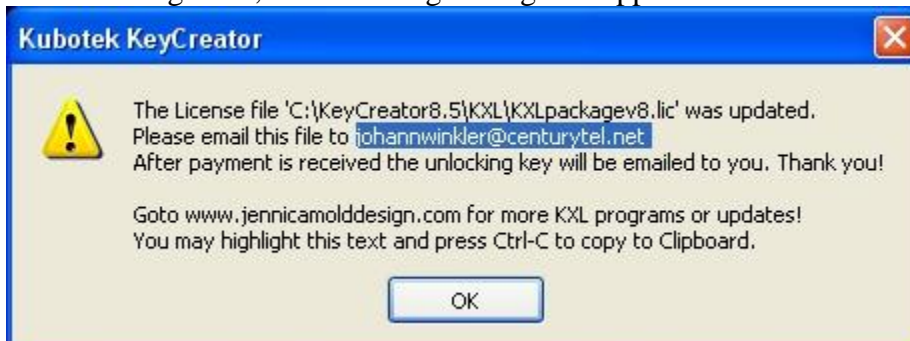 Kubotek KeyCreator
The License file 'C:\KeyCreator8.5\KXL\KXLpackagev8.lic' was updated.
Please email this file to johannwinkler@centurytel.net
After payment is received the unlocking key will be emailed to you. Thank you!
Goto www.jennicamolddesign.com for more KXL programs or updates!
You may highlight this text and press Ctrl-C to copy to Clipboard.
OK